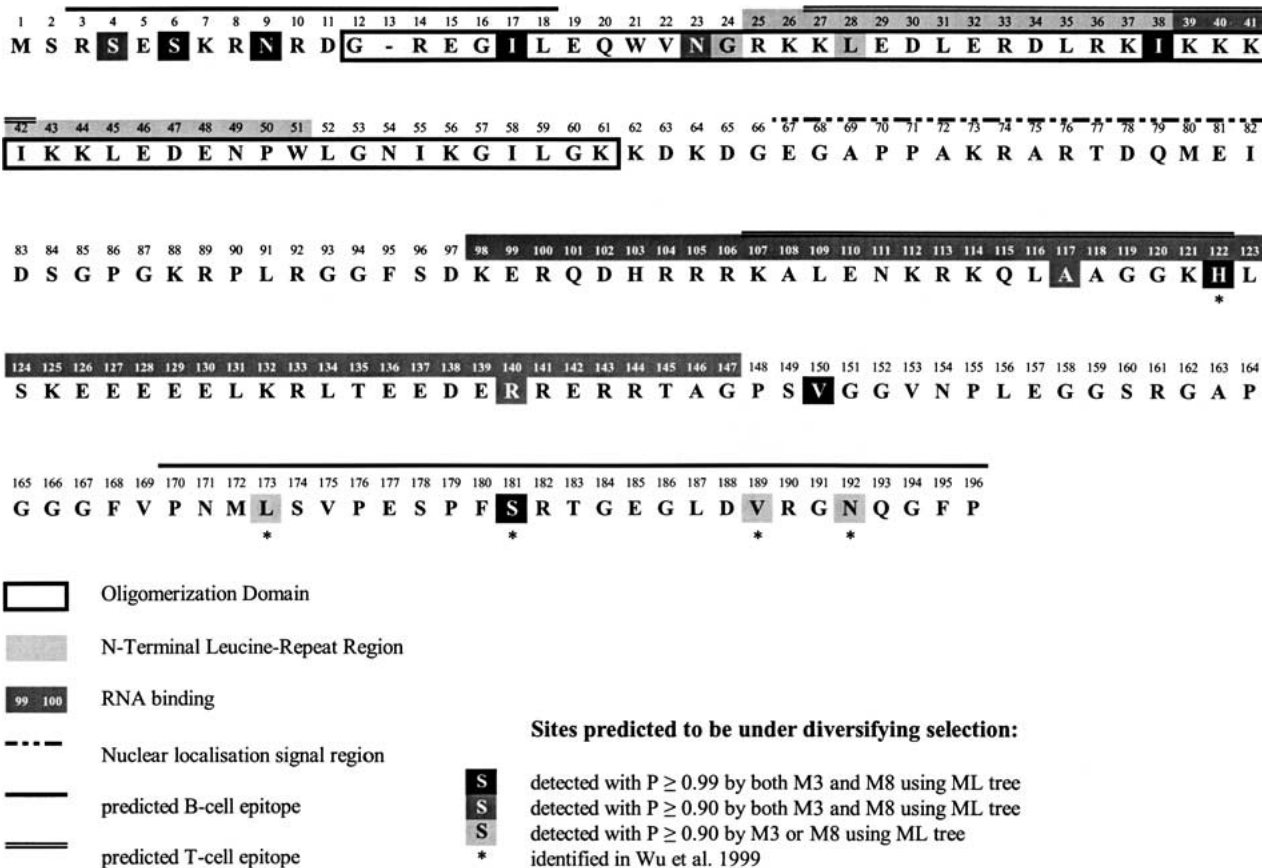 1 2 3 4 5 6 7 8 9 10 11 12 13 14 15 16 17 18 19 20 21 22 23 24 25 26 27 28 29 30 31 32 33 34 35 36 37 38 39 40 41
M S R S E S K R N R D G - R E G I L E Q W V N G R K K L E D L E R D L R K I K K K
42 43 44 45 46 47 48 49 50 51 52 53 54 55 56 57 58 59 60 61 62 63 64 65 66 67 68 69 70 71 72 73 74 75 76 77 78 79 80 81 82
I K K L E D E N P W L G N I K G I L G K K D K D G E G A P P A K R A R T D Q M E I
83 84 85 86 87 88 89 90 91 92 93 94 95 96 97 98 99 100 101 102 103 104 105 106 107 108 109 110 111 112 113 114 115 116 117 118 119 120 121 122 123
D S G P G K R P L R G G F S D K E R Q D H R R R K A L E N K R K Q L A A G G K H L
*
124 125 126 127 128 129 130 131 132 133 134 135 136 137 138 139 140 141 142 143 144 145 146 147 148 149 150 151 152 153 154 155 156 157 158 159 160 161 162 163 164
S K E E E E E L K R L T E E D E R R E R R T A G P S V G G V N P L E G G S R G A P
165 166 167 168 169 170 171 172 173 174 175 176 177 178 179 180 181 182 183 184 185 186 187 188 189 190 191 192 193 194 195 196
G G G F V P N M L S V P E S P F S R T G E G L D V R G N Q G F P
* * * *
Oligomerization Domain
N-Terminal Leucine-Repeat Region
99 100 RNA binding
Nuclear localisation signal region
predicted B-cell epitope
predicted T-cell epitope
Sites predicted to be under diversifying selection:
S detected with P ≥ 0.99 by both M3 and M8 using ML tree
S detected with P ≥ 0.90 by both M3 and M8 using ML tree
S detected with P ≥ 0.90 by M3 or M8 using ML tree
* identified in Wu et al. 1999